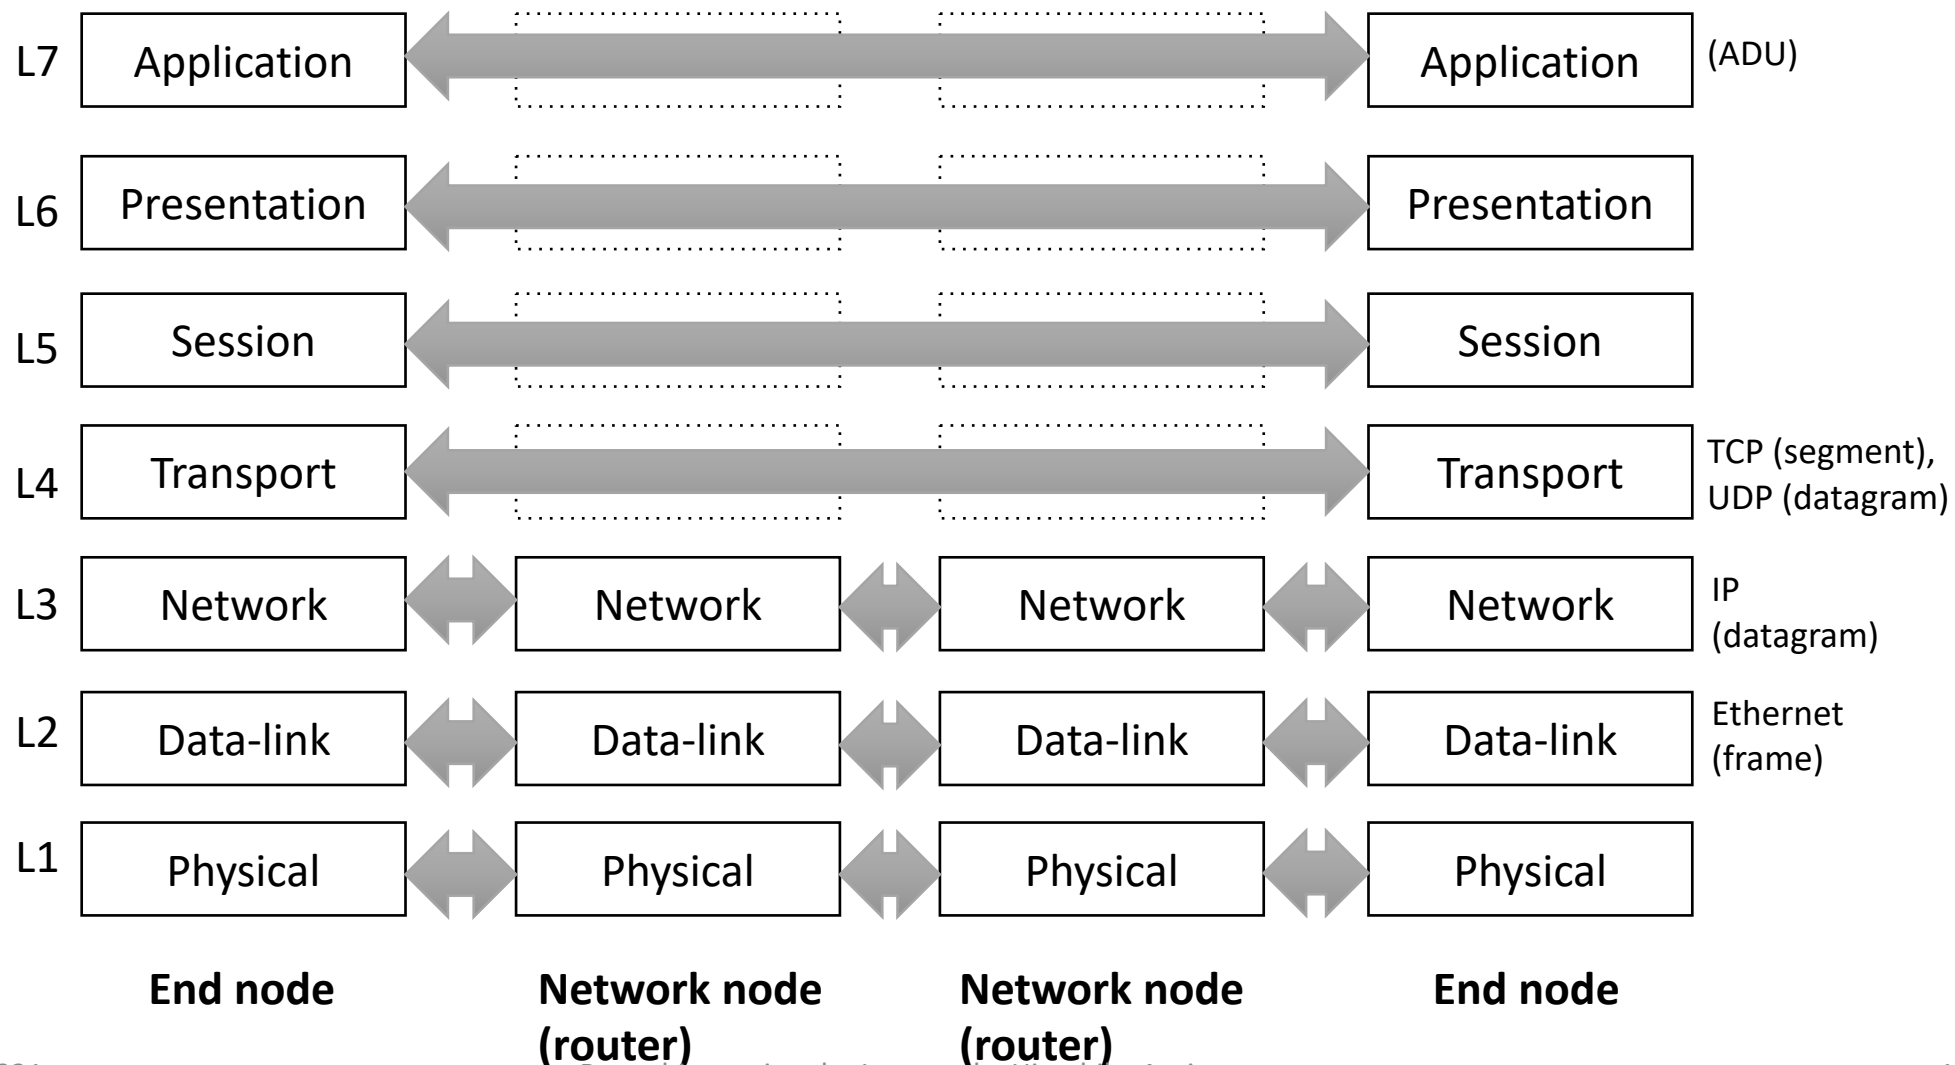 L7 Application Application (ADU)
L6 Presentation Presentation
L5 Session Session
L4 Transport Transport TCP (segment),
UDP (datagram)
L3 Network Network Network Network IP
(datagram)
L2 Data-link Data-link Data-link Data-link Ethernet
(frame)
L1 Physical Physical Physical Physical
End node Network node Network node End node
(router) (router)